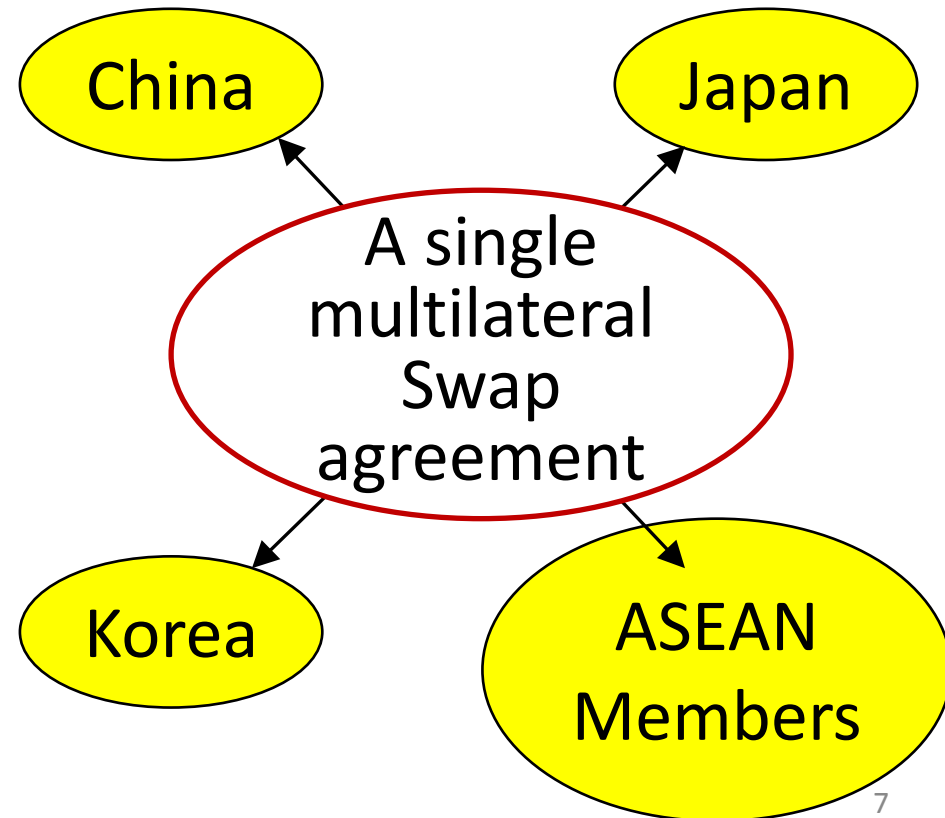 China
Japan
A single
multilateral
Swap
agreement
Korea
ASEAN
Members
7